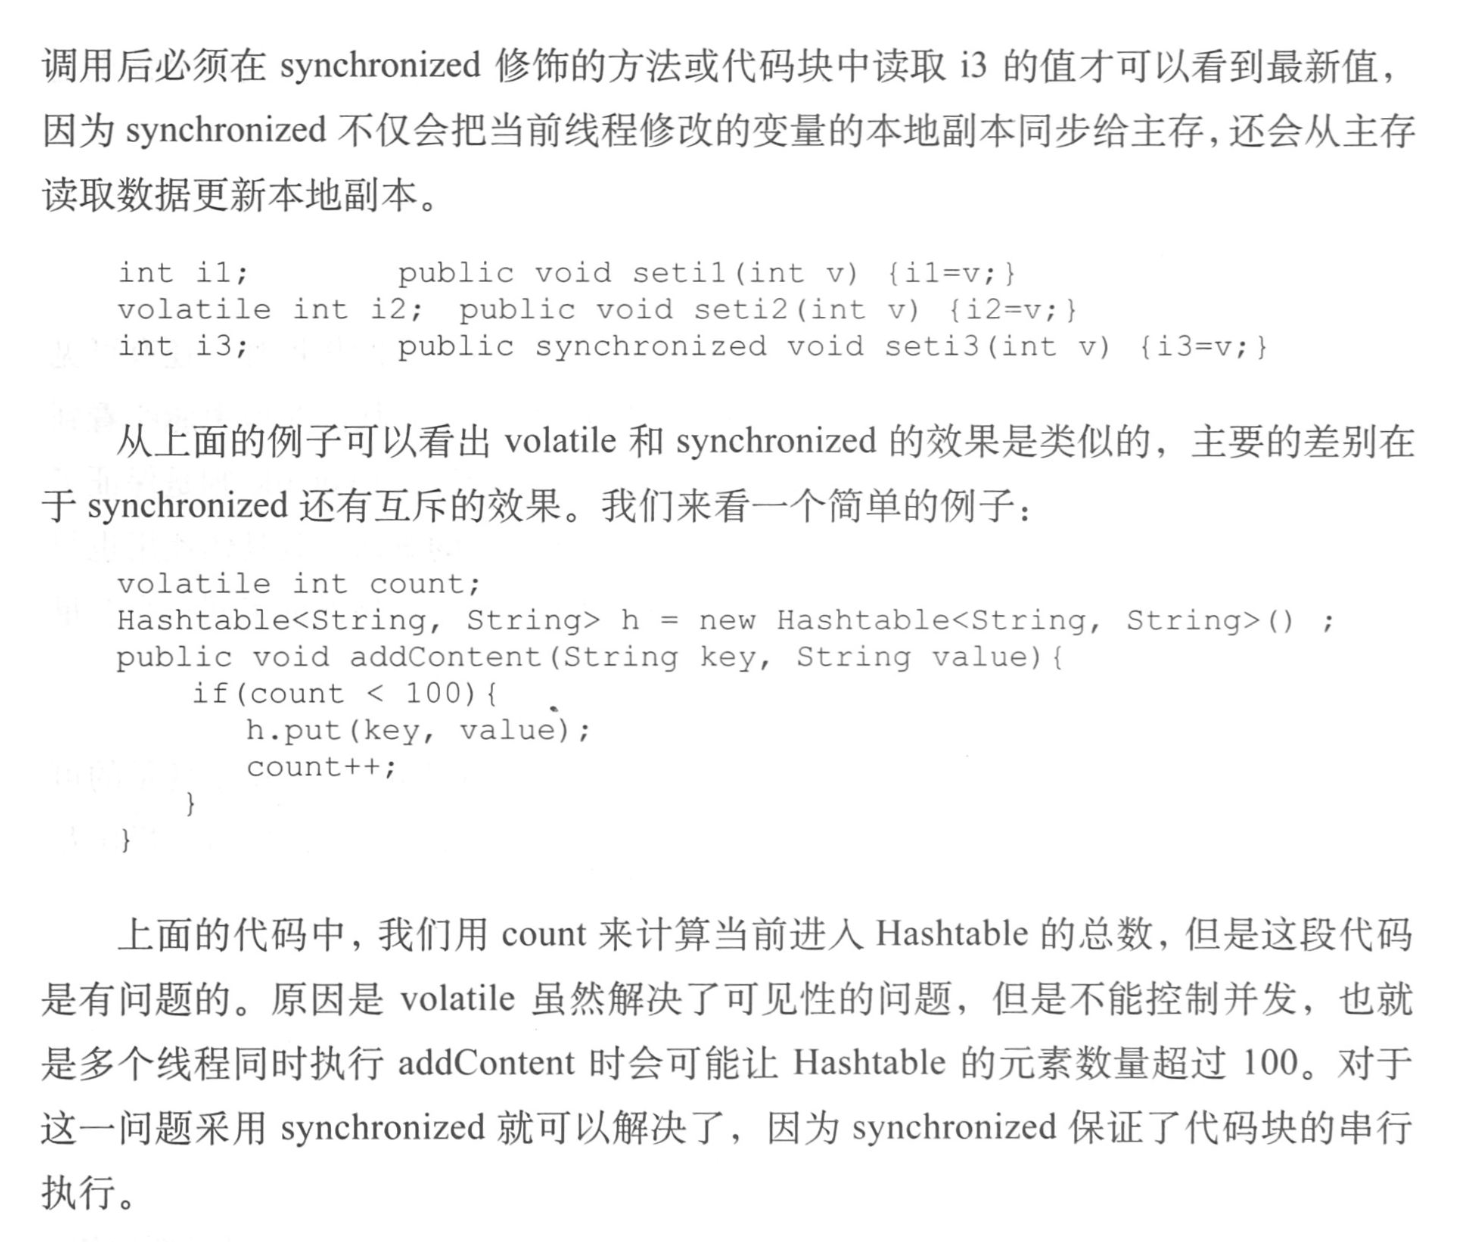 调用后必须在 synchronized 修饰的方法或代码块中读取 i3 的值才可以看到最新值，
因为 synchronized 不仅会把当前线程修改的变量的本地副本同步给主存，还会从主存
读取数据更新本地副本。
int i1; public void seti1(int v) {i1=v;}
volatile int i2; public void seti2(int v) {i2=v;}
int i3; public synchronized void seti3(int v) {i3=v;}
从上面的例子可以看出 volatile 和 synchronized 的效果是类似的，主要的差别在
于 synchronized 还有互斥的效果。我们来看一个简单的例子：
volatile int count;
Hashtable<String, String> h = new Hashtable<String, String>() ;
public void addContent(String key, String value){
if(count < 100){
h.put(key, value);
count++;
}
}
上面的代码中，我们用 count 来计算当前进入 Hashtable 的总数，但是这段代码
是有问题的。原因是 volatile 虽然解决了可见性的问题，但是不能控制并发，也就
是多个线程同时执行 addContent 时会可能让 Hashtable 的元素数量超过 100。对于
这一问题采用 synchronized 就可以解决了，因为 synchronized 保证了代码块的串行
执行。